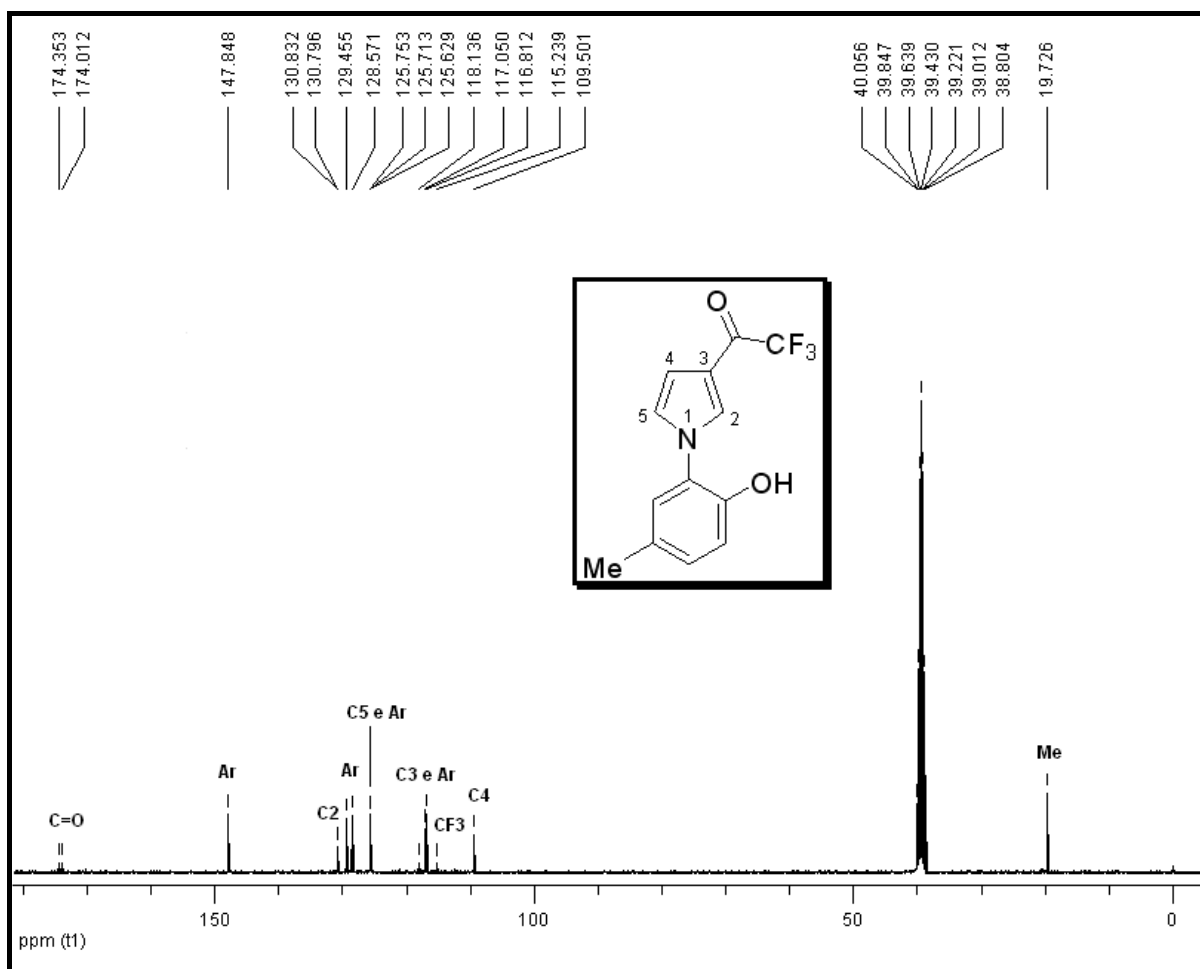 174.353
174.012
147.848
130.832
130.796
129.455
128.571
125.753
125.713
125.629
118.136
117.050
116.812
115.239
109.501
40.056
39.847
39.639
39.430
39.221
39.012
38.804
19.726
O
CF3
4 3
5 1 2
N
OH
Me
C5 e Ar
Ar Ar C3 e Ar Me
C2 C4
C=O CF3
150 100 50 0
ppm (t1)